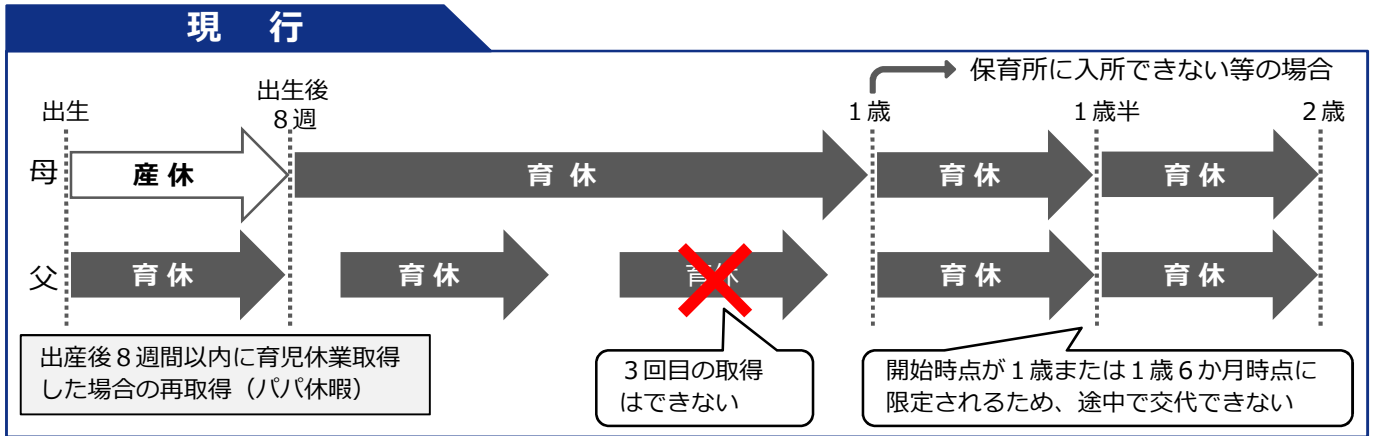 現 行
保育所に入所できない等の場合
出生
出生後
８週
１歳
１歳半
２歳
母
産 休
育 休
育 休
育 休
父
育 休
育 休
育休
育 休
育 休
出産後８週間以内に育児休業取得
した場合の再取得（パパ休暇）
３回目の取得
はできない
開始時点が１歳または１歳６か月時点に
限定されるため、途中で交代できない